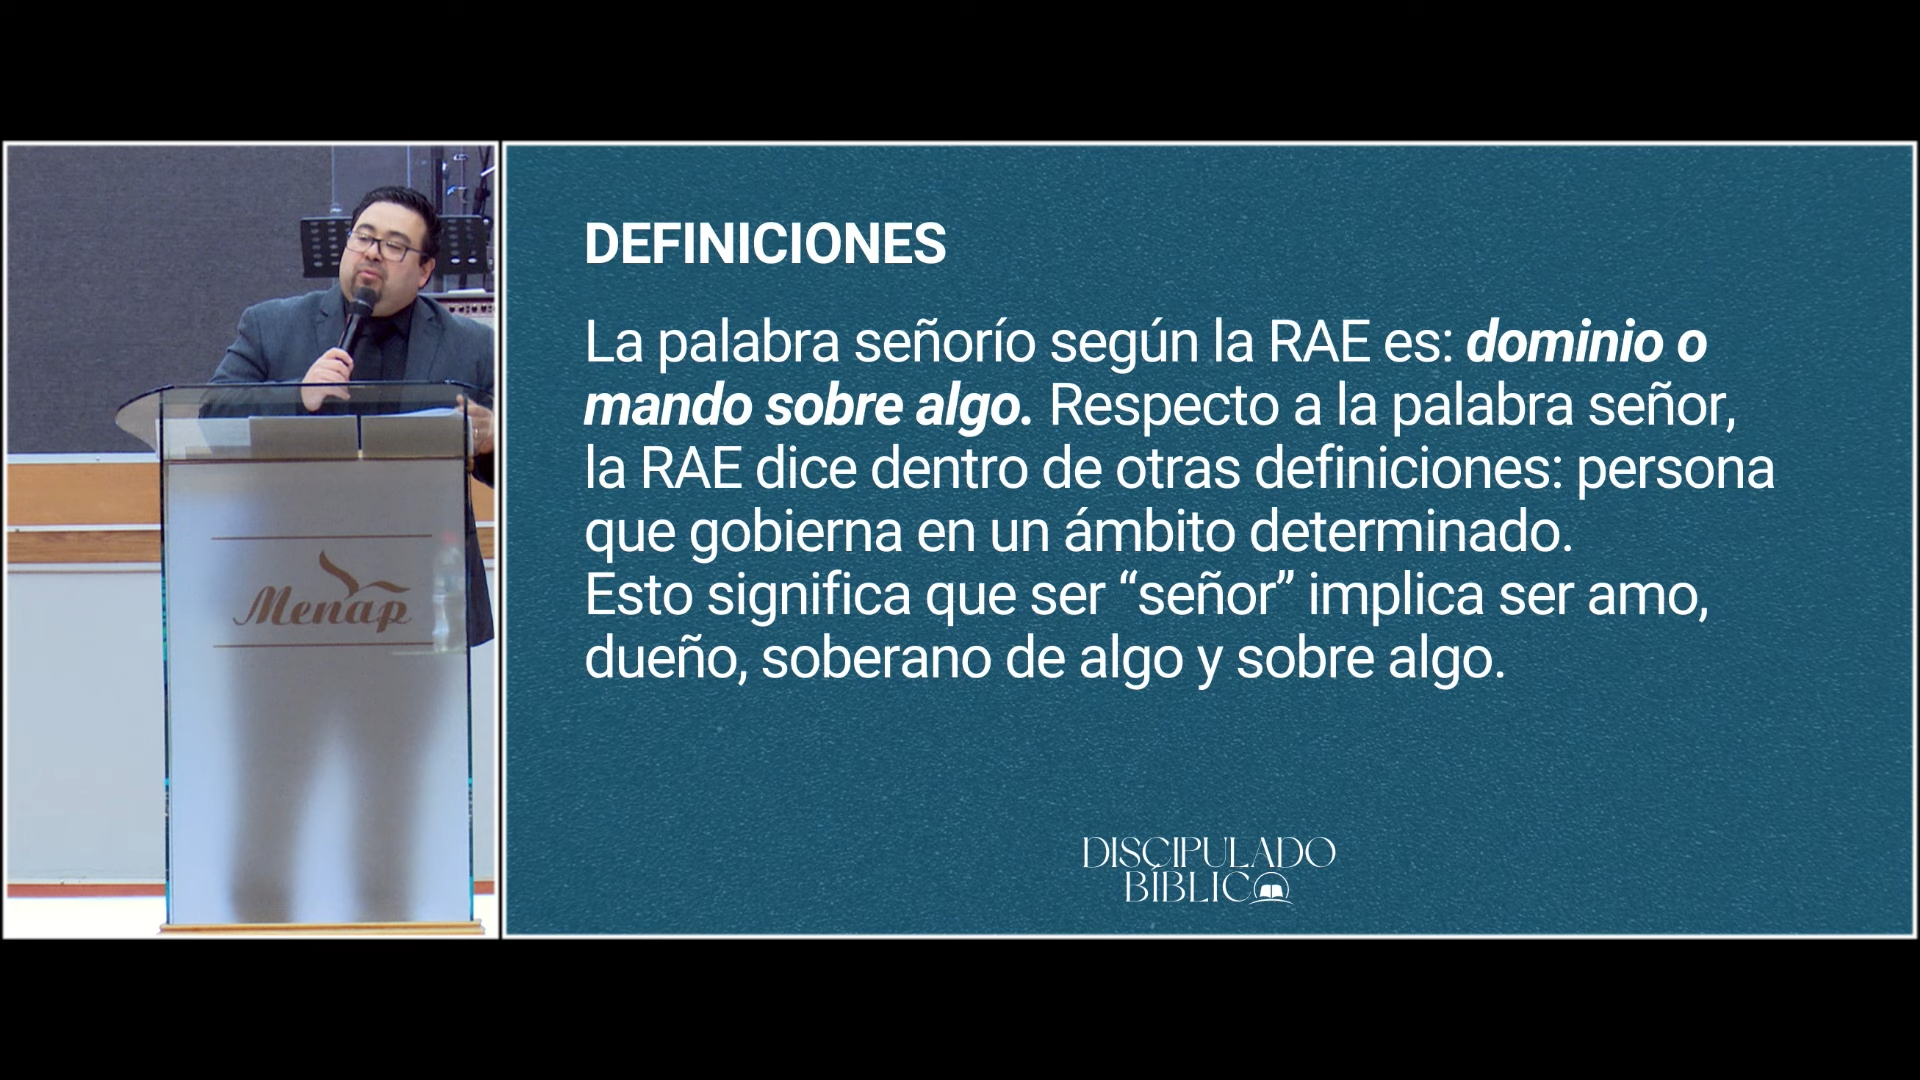 Menap
DEFINICIONES
La palabra señorío según la RAE es: dominio o
mando sobre algo. Respecto a la palabra señor,
la RAE dice dentro de otras definiciones: persona
que gobierna en un ámbito determinado.
Esto significa que ser “señor” implica ser amo,
dueño, soberano de algo y sobre algo.
DISCIPULADO
BÍBLICO